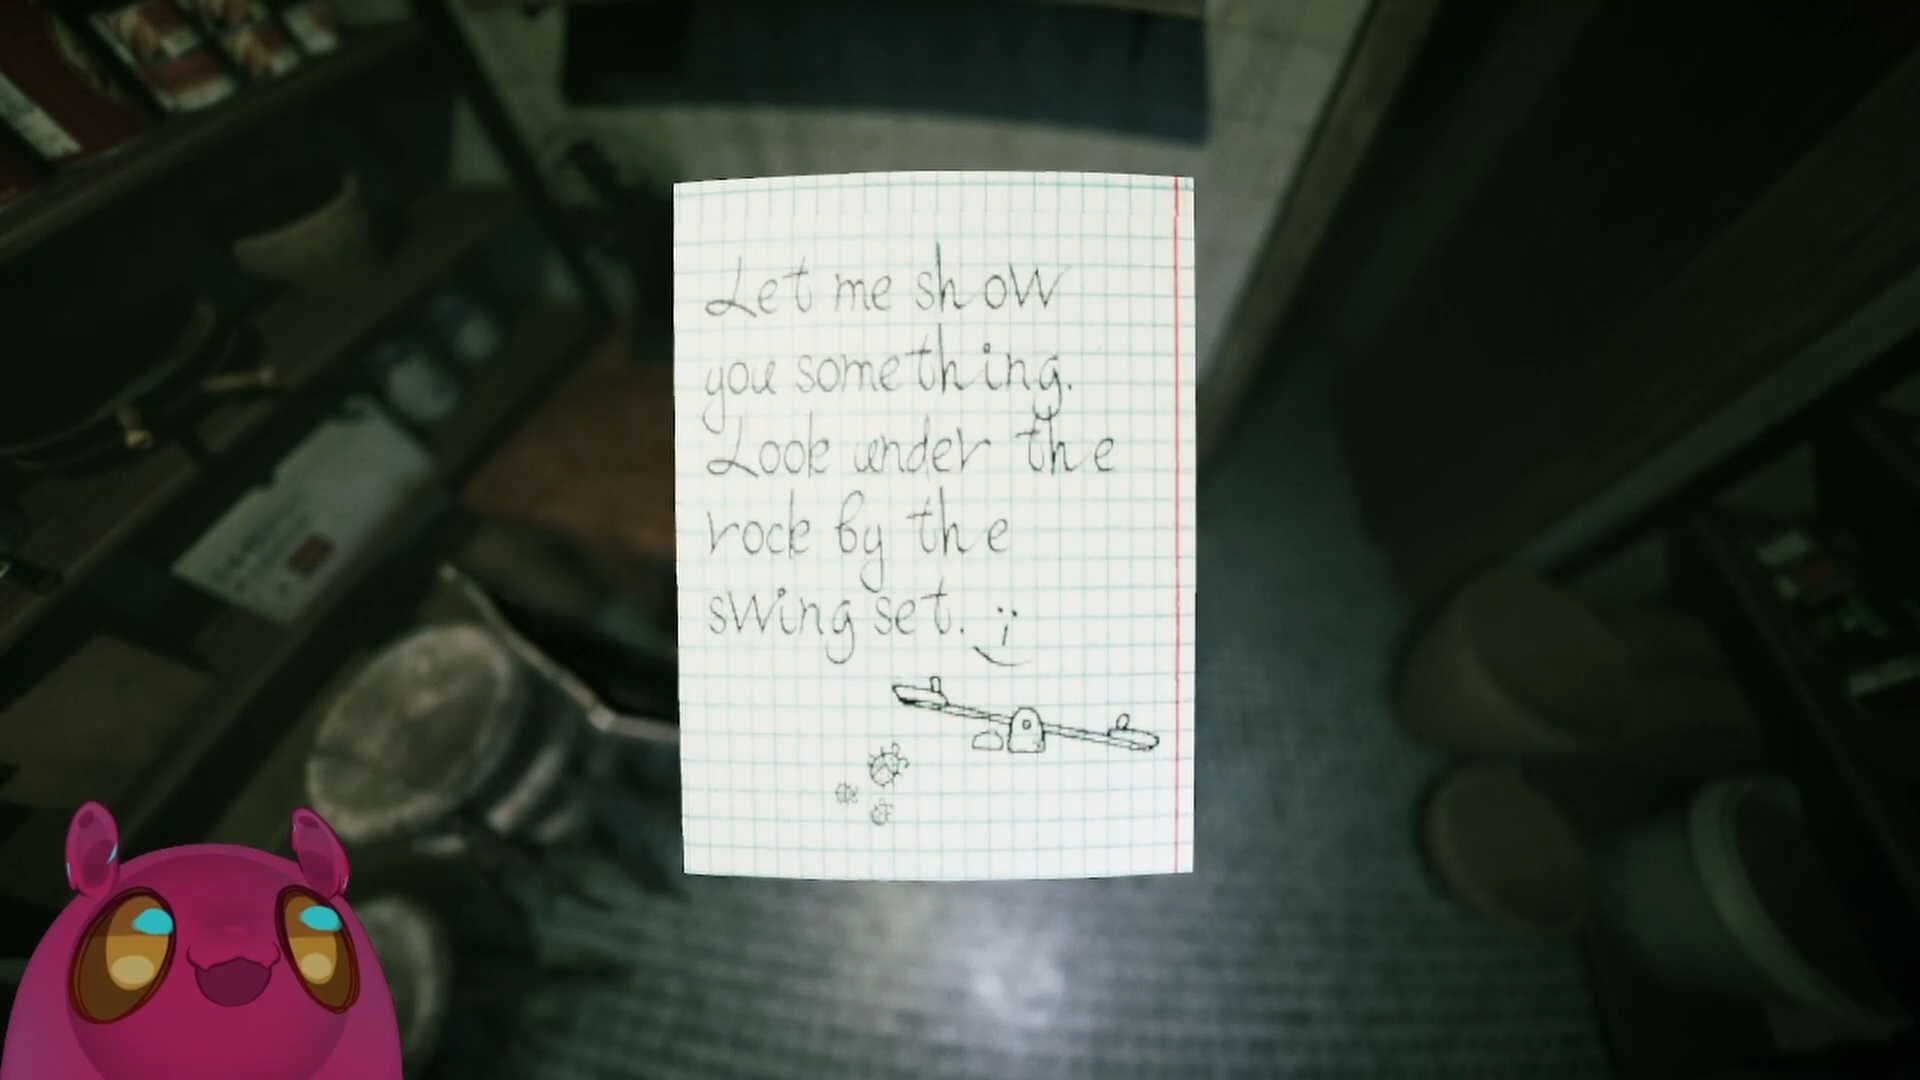 Let me show
you something.
Look under the
rock by the
swing set. :)